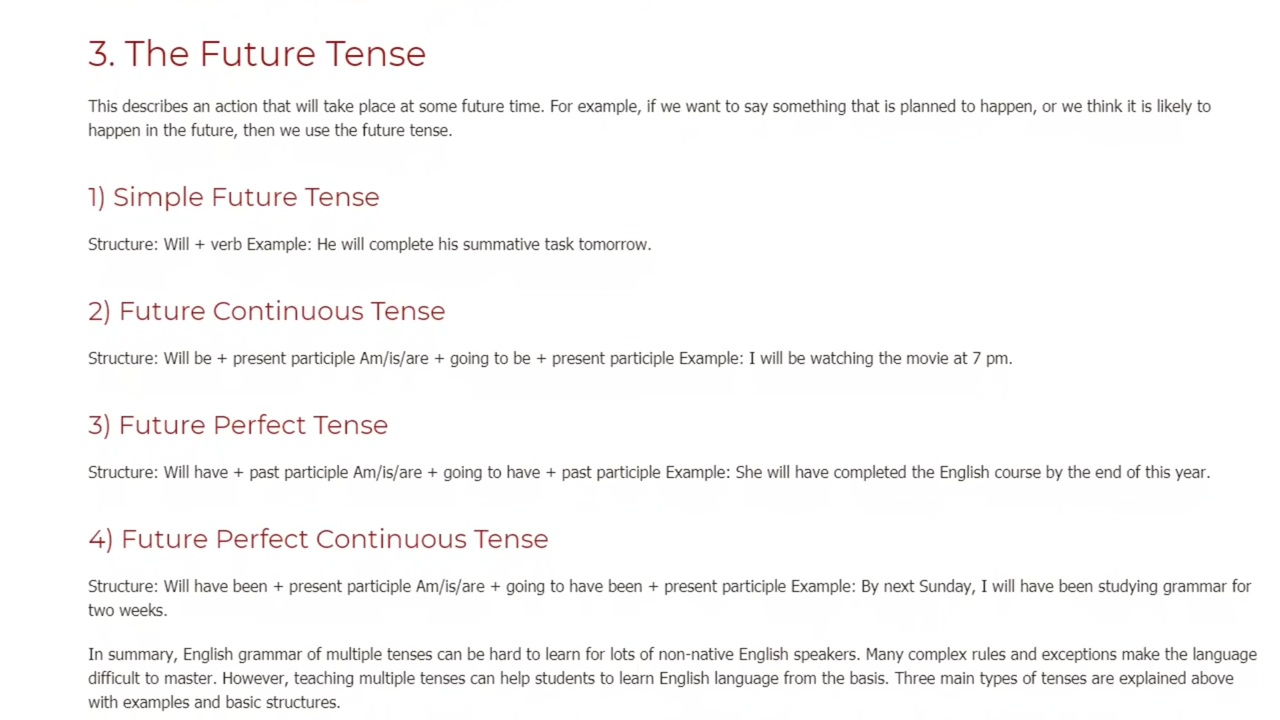 3. The Future Tense
This describes an action that will take place at some future time. For example, if we want to say something that is planned to happen, or we think it is likely to
happen in the future, then we use the future tense.
1) Simple Future Tense
Structure: Will + verb Example: He will complete his summative task tomorrow.
2) Future Continuous Tense
Structure: Will be + present participle Am/is/are + going to be + present participle Example: I will be watching the movie at 7 pm.
3) Future Perfect Tense
Structure: Will have + past participle Am/is/are + going to have + past participle Example: She will have completed the English course by the end of this year.
4) Future Perfect Continuous Tense
Structure: Will have been + present participle Am/is/are + going to have been + present participle Example: By next Sunday, I will have been studying grammar for
two weeks.
In summary, English grammar of multiple tenses can be hard to learn for lots of non-native English speakers. Many complex rules and exceptions make the language
difficult to master. However, teaching multiple tenses can help students to learn English language from the basis. Three main types of tenses are explained above
with examples and basic structures.